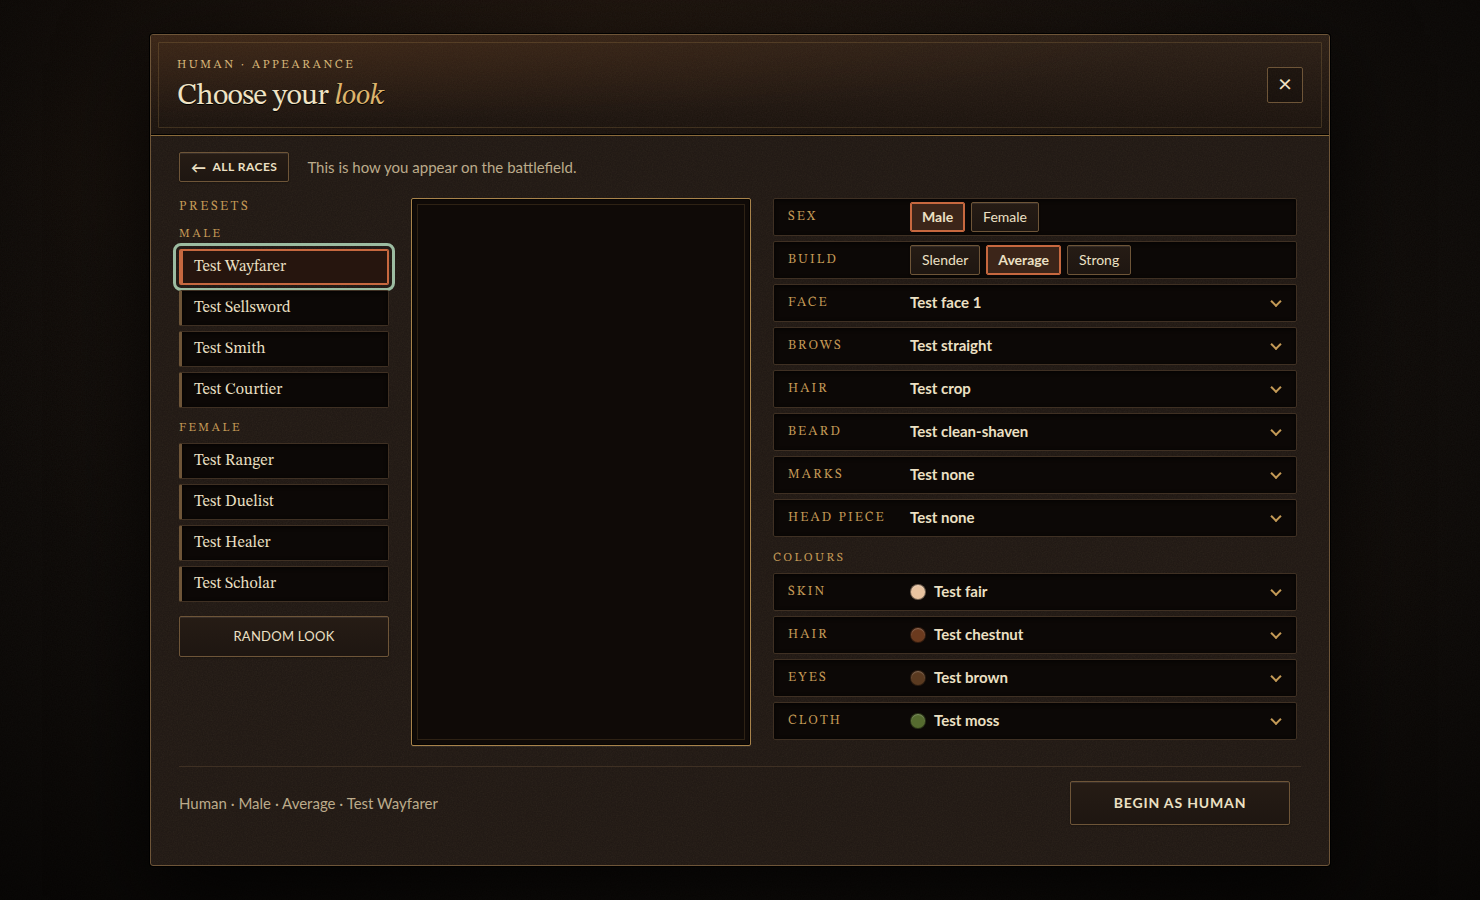 HUMAN · APPEARANCE
Choose your look
✕
← ALL RACES
This is how you appear on the battlefield.
PRESETS
MALE
Test Wayfarer
Test Sellsword
Test Smith
Test Courtier
FEMALE
Test Ranger
Test Duelist
Test Healer
Test Scholar
RANDOM LOOK
SEX Male Female
BUILD Slender Average Strong
FACE Test face 1
BROWS Test straight
HAIR Test crop
BEARD Test clean-shaven
MARKS Test none
HEAD PIECE Test none
COLOURS
SKIN Test fair
HAIR Test chestnut
EYES Test brown
CLOTH Test moss
Human · Male · Average · Test Wayfarer
BEGIN AS HUMAN